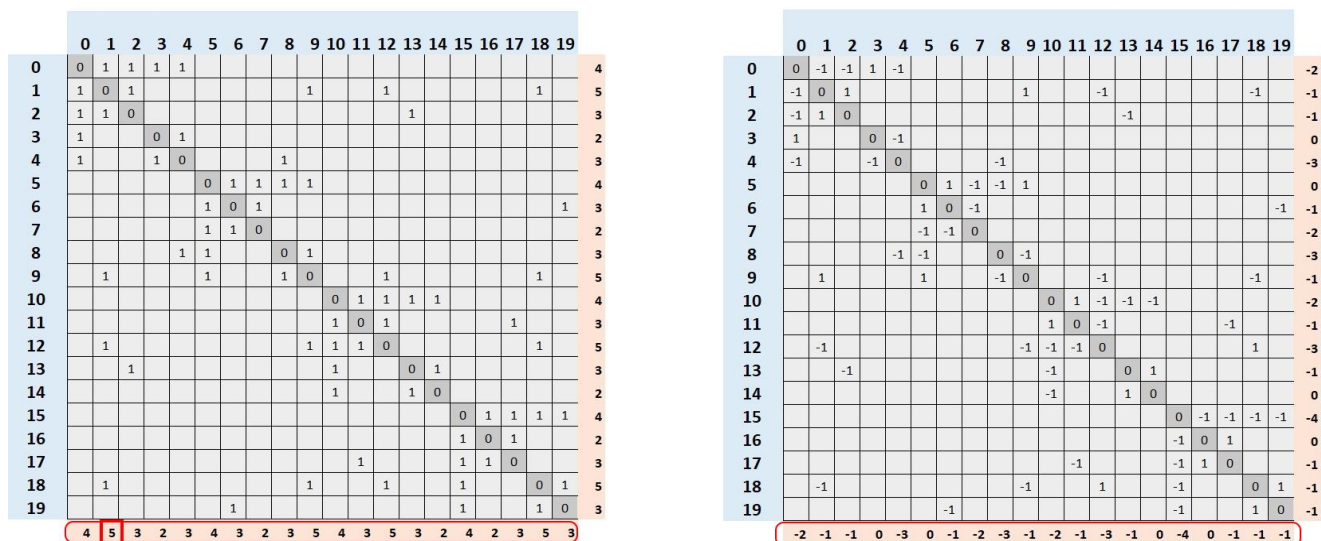 0 1 2 3 4 5 6 7 8 9 10 11 12 13 14 15 16 17 18 19
0 0 1 1 1 1 4
1 1 0 1 1 1 1 5
2 1 1 0 1 3
3 1 0 1 2
4 1 1 0 1 3
5 0 1 1 1 1 4
6 1 0 1 1 3
7 1 1 0 2
8 1 1 0 1 3
9 1 1 1 0 1 1 5
10 0 1 1 1 1 4
11 1 0 1 1 3
12 1 1 1 1 0 1 5
13 1 1 0 1 3
14 1 1 0 2
15 0 1 1 1 1 4
16 1 0 1 2
17 1 1 1 0 3
18 1 1 1 1 0 1 5
19 1 1 1 0 3
4 5 3 2 3 4 3 2 3 5 4 3 5 3 2 4 2 3 5 3
0 1 2 3 4 5 6 7 8 9 10 11 12 13 14 15 16 17 18 19
0 0 -1 -1 1 -1 -2
1 -1 0 1 1 -1 -1 -1
2 -1 1 0 -1 -1
3 1 0 -1 0
4 -1 -1 0 -1 -3
5 0 1 -1 -1 1 0
6 1 0 -1 -1 -1
7 -1 -1 0 -2
8 -1 -1 0 -1 -3
9 1 1 -1 0 -1 -1 -1
10 0 1 -1 -1 -1 -2
11 1 0 -1 -1 -1
12 -1 -1 -1 -1 0 1 -3
13 -1 -1 0 1 -1
14 -1 1 0 0
15 0 -1 -1 -1 -1 -4
16 -1 0 1 0
17 -1 -1 1 0 -1
18 -1 -1 1 -1 0 1 -1
19 -1 -1 1 0 -1
-2 -1 -1 0 -3 0 -1 -2 -3 -1 -2 -1 -3 -1 0 -4 0 -1 -1 -1